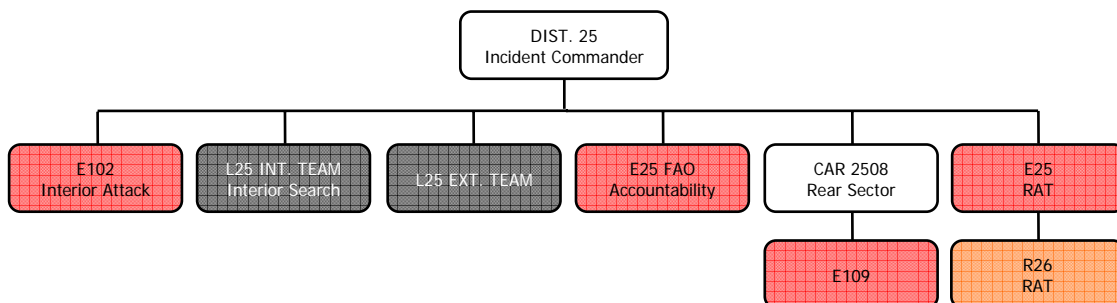 DIST. 25
Incident Commander
E102
Interior Attack
L25 INT. TEAM
Interior Search
L25 EXT. TEAM
E25 FAO
Accountability
CAR 2508
Rear Sector
E25
RAT
E109
R26
RAT